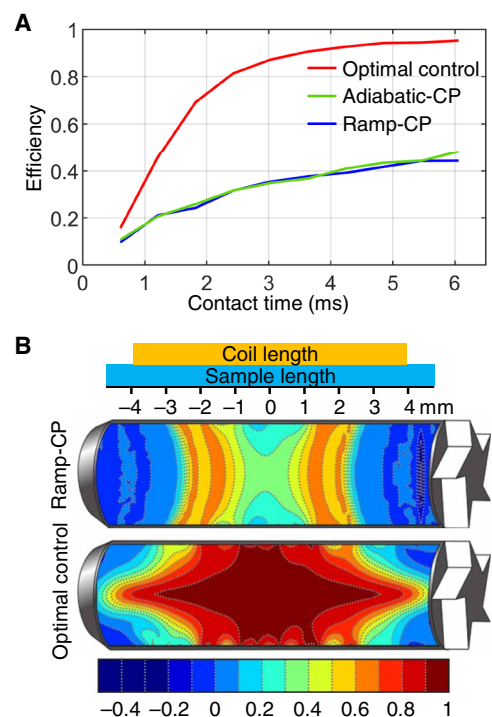 A
1
0.8
0.6
0.4
0.2
0
Efficiency
Optimal control
Adiabatic-CP
Ramp-CP
0 1 2 3 4 5 6
Contact time (ms)
B
Coil length
Sample length
−4 −3 −2 −1 0 1 2 3 4 mm
Ramp-CP
Optimal control
−0.4 −0.2 0 0.2 0.4 0.6 0.8 1